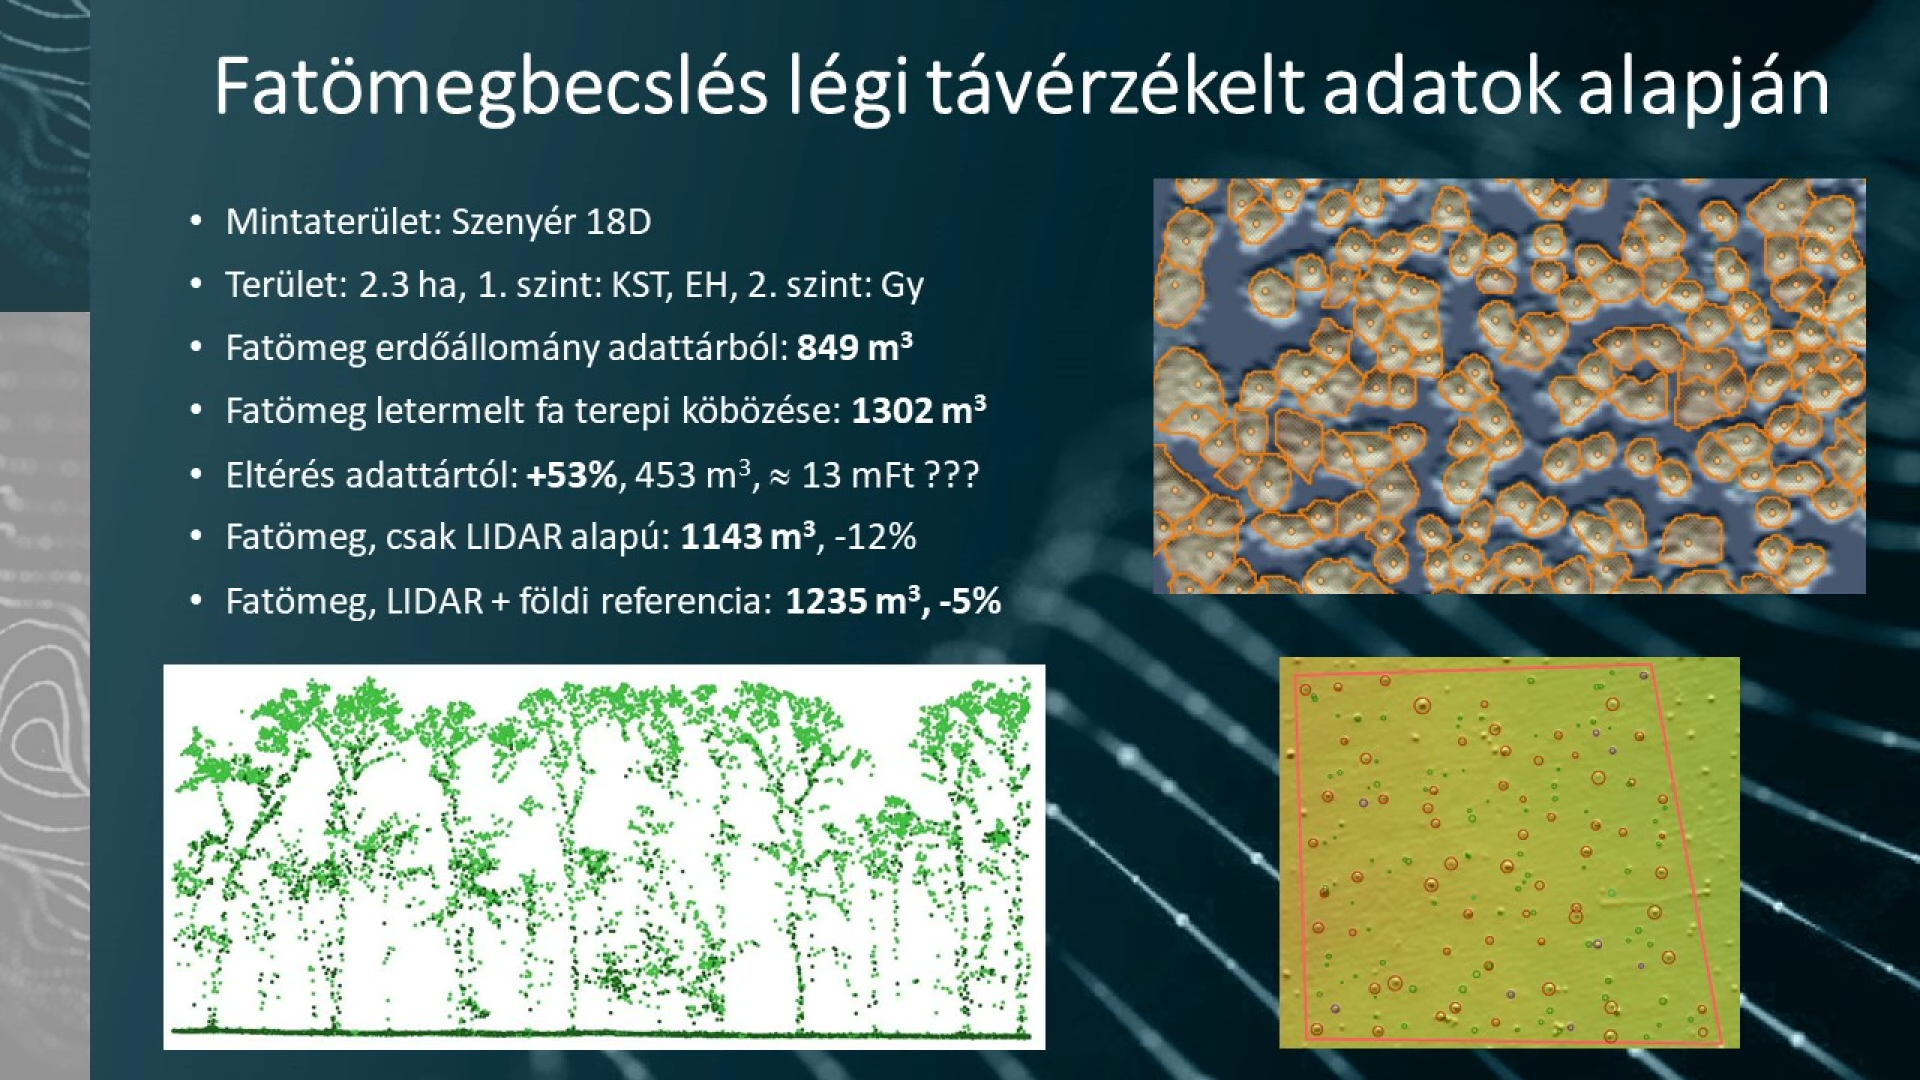 Fatömegbecslés légi távérzékelt adatok alapján
• Mintaterület: Szenyér 18D
• Terület: 2.3 ha, 1. szint: KST, EH, 2. szint: Gy
• Fatömeg erdőállomány adattárból: 849 m³
• Fatömeg letermelt fa terepi köbözése: 1302 m³
• Eltérés adattártól: +53%, 453 m³, ≈ 13 mFt ???
• Fatömeg, csak LIDAR alapú: 1143 m³, -12%
• Fatömeg, LIDAR + földi referencia: 1235 m³, -5%